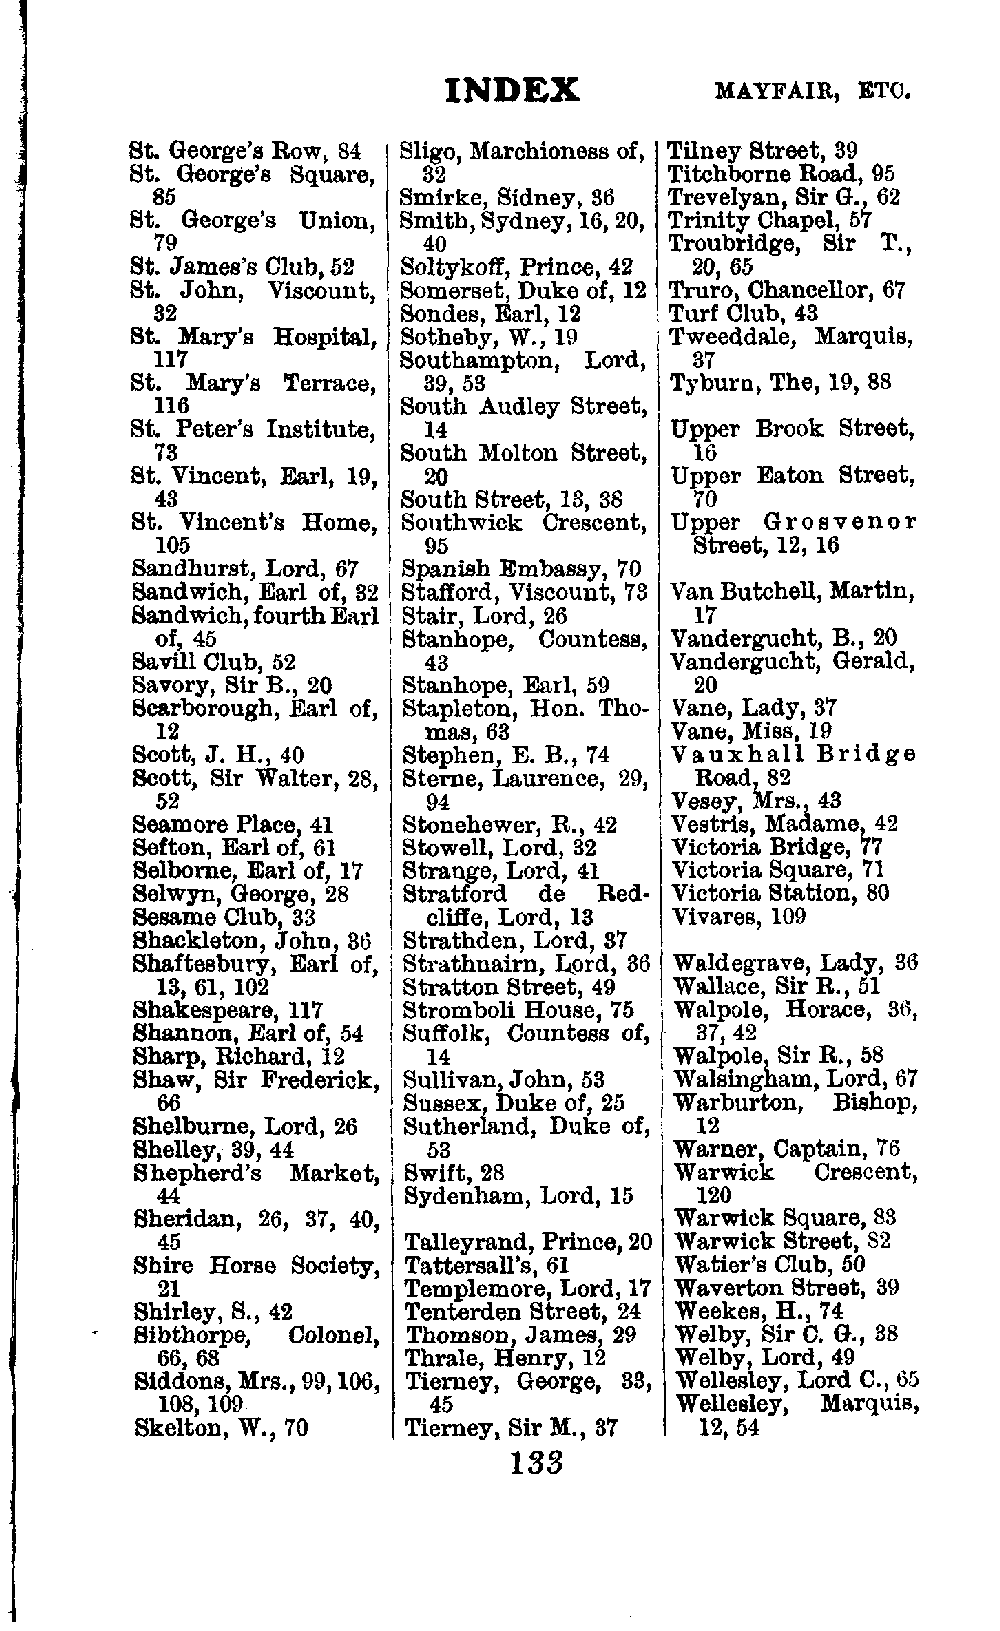 INDEX MAYFAIR, ETC.
St. George's Row, 84
St. George's Square,
85
St. George's Union,
79
St. James's Club, 52
St. John, Viscount,
32
St. Mary's Hospital,
117
St. Mary's Terrace,
116
St. Peter's Institute,
73
St. Vincent, Earl, 19,
43
St. Vincent's Home,
105
Sandhurst, Lord, 67
Sandwich, Earl of, 32
Sandwich, fourth Earl
of, 45
Savill Club, 52
Savory, Sir B., 20
Scarborough, Earl of,
12
Scott, J. H., 40
Scott, Sir Walter, 28,
52
Seamore Place, 41
Sefton, Earl of, 61
Selborne, Earl of, 17
Selwyn, George, 28
Sesame Club, 33
Shackleton, John, 36
Shaftesbury, Earl of,
13, 61, 102
Shakespeare, 117
Shannon, Earl of, 54
Sharp, Richard, 12
Shaw, Sir Frederick,
66
Shelburne, Lord, 26
Shelley, 39, 44
Shepherd's Market,
44
Sheridan, 26, 37, 40,
45
Shire Horse Society,
21
Shirley, S., 42
Sibthorpe, Colonel,
66, 68
Siddons, Mrs., 99, 106,
108, 109
Skelton, W., 70
Sligo, Marchioness of,
32
Smirke, Sidney, 36
Smith, Sydney, 16, 20,
40
Soltykoff, Prince, 42
Somerset, Duke of, 12
Sondes, Earl, 12
Sotheby, W., 19
Southampton, Lord,
39, 53
South Audley Street,
14
South Molton Street,
20
South Street, 13, 38
Southwick Crescent,
95
Spanish Embassy, 70
Stafford, Viscount, 73
Stair, Lord, 26
Stanhope, Countess,
43
Stanhope, Earl, 59
Stapleton, Hon. Tho-
mas, 63
Stephen, E. B., 74
Sterne, Laurence, 29,
94
Stonehewer, R., 42
Stowell, Lord, 32
Strange, Lord, 41
Stratford de Red-
cliffe, Lord, 13
Strathden, Lord, 37
Strathnairn, Lord, 36
Stratton Street, 49
Stromboli House, 75
Suffolk, Countess of,
14
Sullivan, John, 53
Sussex, Duke of, 25
Sutherland, Duke of,
53
Swift, 28
Sydenham, Lord, 15
Talleyrand, Prince, 20
Tattersall's, 61
Templemore, Lord, 17
Tenterden Street, 24
Thomson, James, 29
Thrale, Henry, 12
Tierney, George, 33,
45
Tierney, Sir M., 37
Tilney Street, 39
Titchborne Road, 95
Trevelyan, Sir G., 62
Trinity Chapel, 57
Troubridge, Sir T.,
20, 65
Truro, Chancellor, 67
Turf Club, 43
Tweeddale, Marquis,
37
Tyburn, The, 19, 88
Upper Brook Street,
16
Upper Eaton Street,
70
Upper Grosvenor
Street, 12, 16
Van Butchell, Martin,
17
Vandergucht, B., 20
Vandergucht, Gerald,
20
Vane, Lady, 37
Vane, Miss, 19
Vauxhall Bridge
Road, 82
Vesey, Mrs., 43
Vestris, Madame, 42
Victoria Bridge, 77
Victoria Square, 71
Victoria Station, 80
Vivares, 109
Waldegrave, Lady, 36
Wallace, Sir R., 51
Walpole, Horace, 36,
37, 42
Walpole, Sir R., 58
Walsingham, Lord, 67
Warburton, Bishop,
12
Warner, Captain, 76
Warwick Crescent,
120
Warwick Square, 83
Warwick Street, 82
Watier's Club, 50
Waverton Street, 39
Weekes, H., 74
Welby, Sir C. G., 38
Welby, Lord, 49
Wellesley, Lord C., 65
Wellesley, Marquis,
12, 54
133